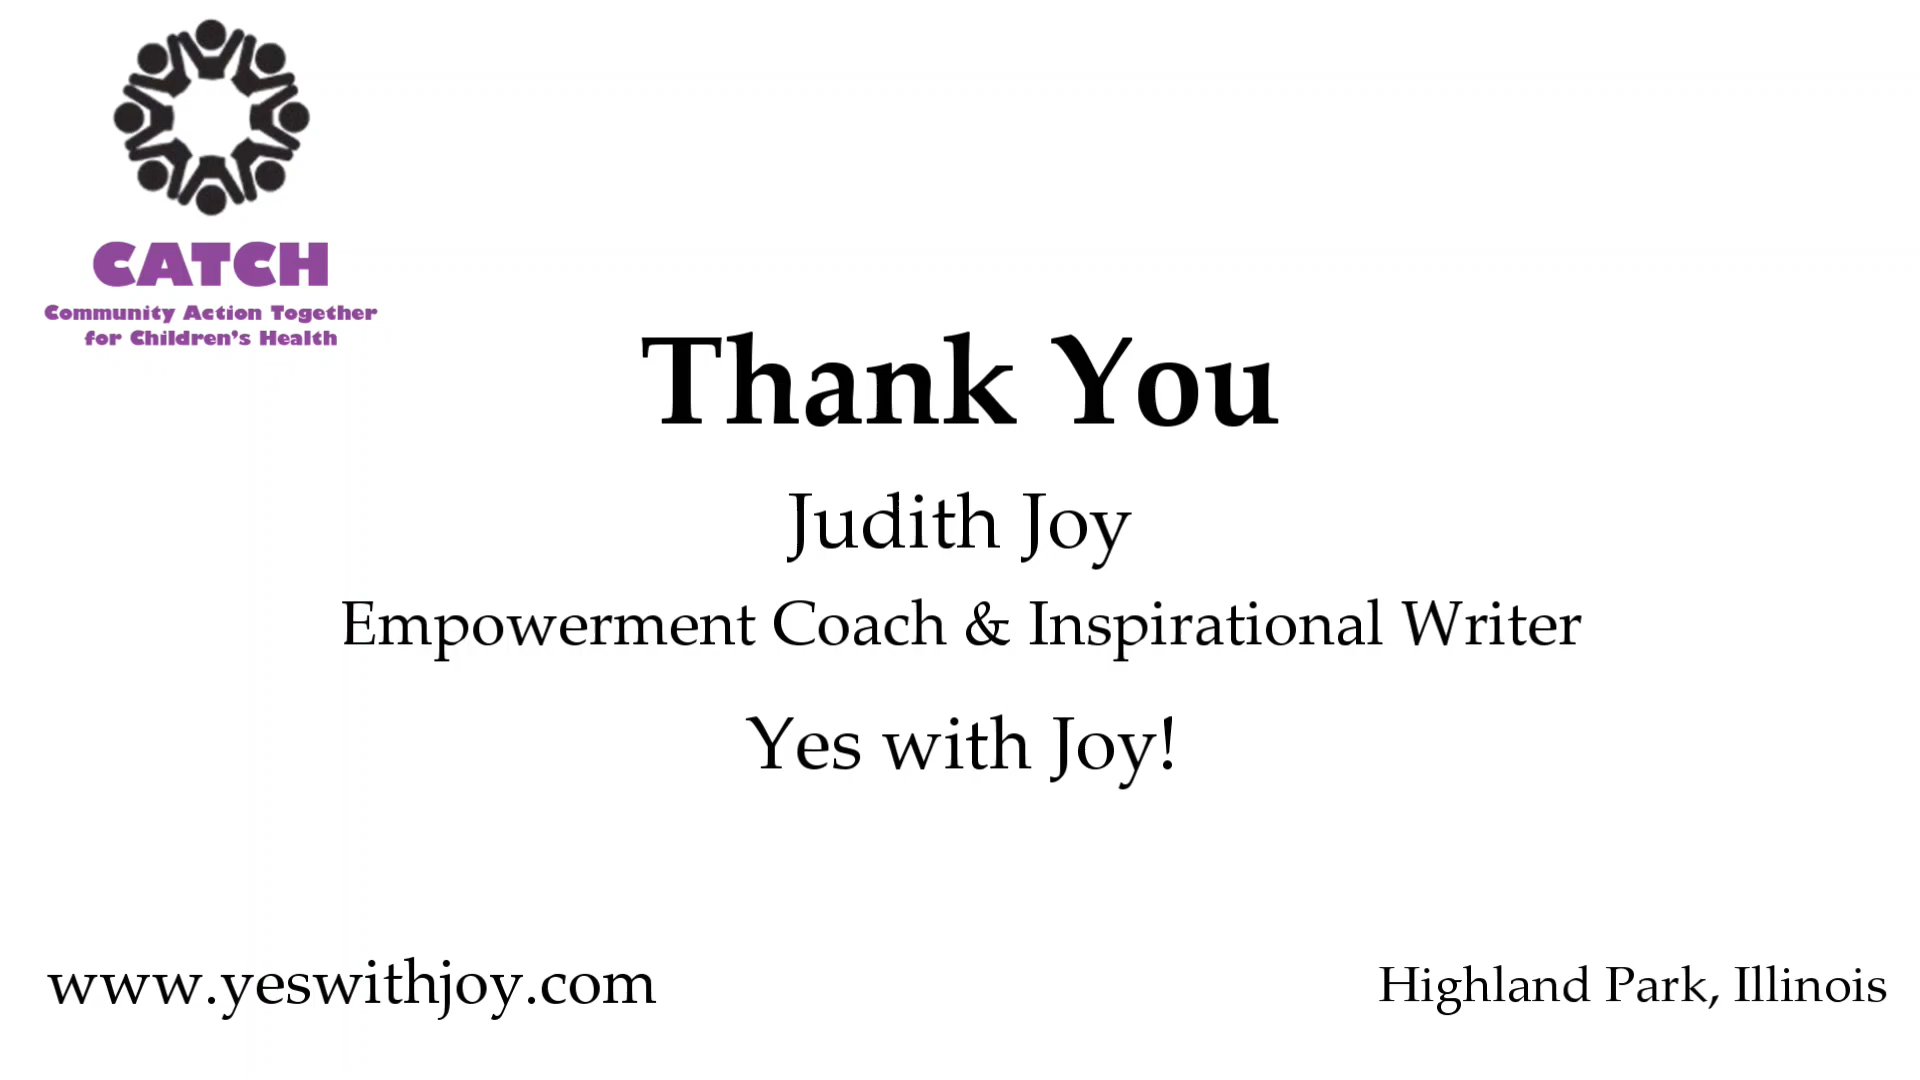 CATCH
Community Action Together
for Children's Health
Thank You
Judith Joy
Empowerment Coach & Inspirational Writer
Yes with Joy!
www.yeswithjoy.com
Highland Park, Illinois